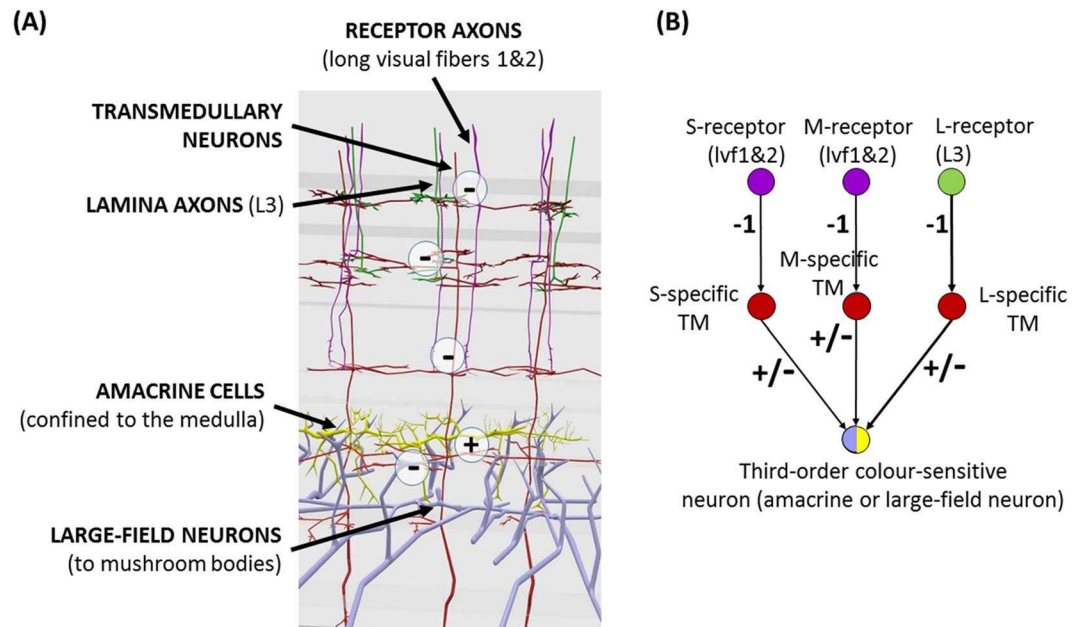 (A)
RECEPTOR AXONS
(long visual fibers 1&2)
TRANSMEDULLARY
NEURONS
LAMINA AXONS (L3)
-
-
-
AMACRINE CELLS
(confined to the medulla)
+
-
LARGE-FIELD NEURONS
(to mushroom bodies)
(B)
S-receptor
(lvf1&2)
M-receptor
(lvf1&2)
L-receptor
(L3)
-1
-1
-1
S-specific
TM
M-specific
TM
L-specific
TM
+/-
+/-
+/-
Third-order colour-sensitive
neuron (amacrine or large-field neuron)